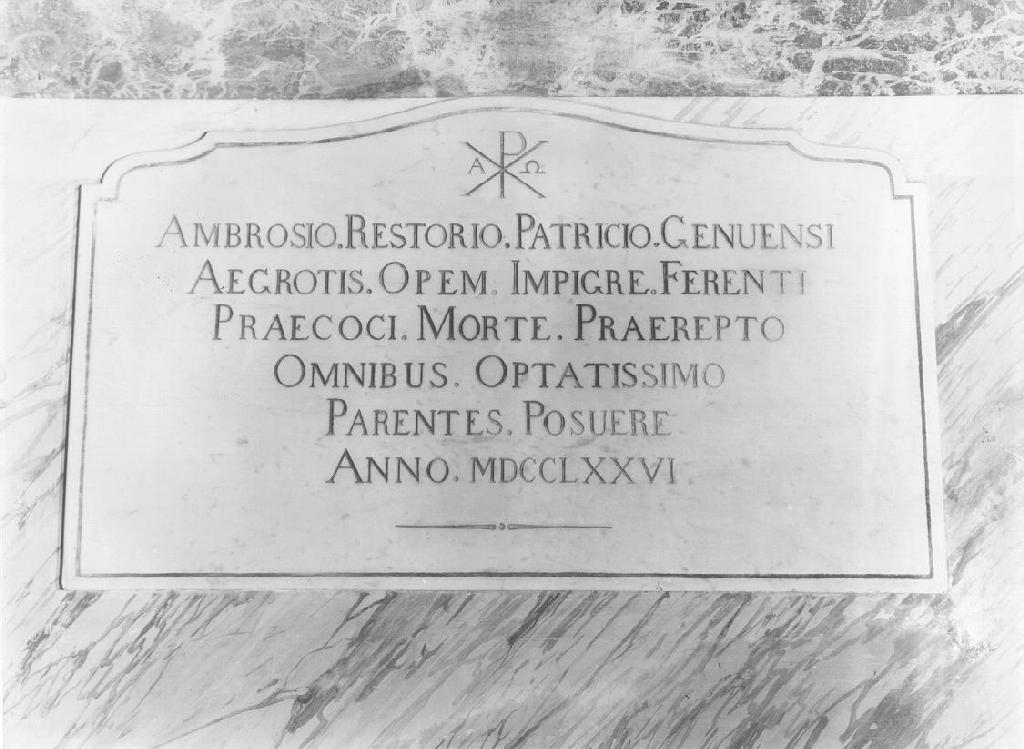 Α ☧ Ω
AMBROSIO.RESTORIO.PATRICIO.GENUENSI
AEGROTIS.OPEM.IMPIGRE.FERENTI
PRAECOCI.MORTE.PRAEREPTO
OMNIBUS.OPTATISSIMO
PARENTES.POSUERE
ANNO.MDCCLXXVI